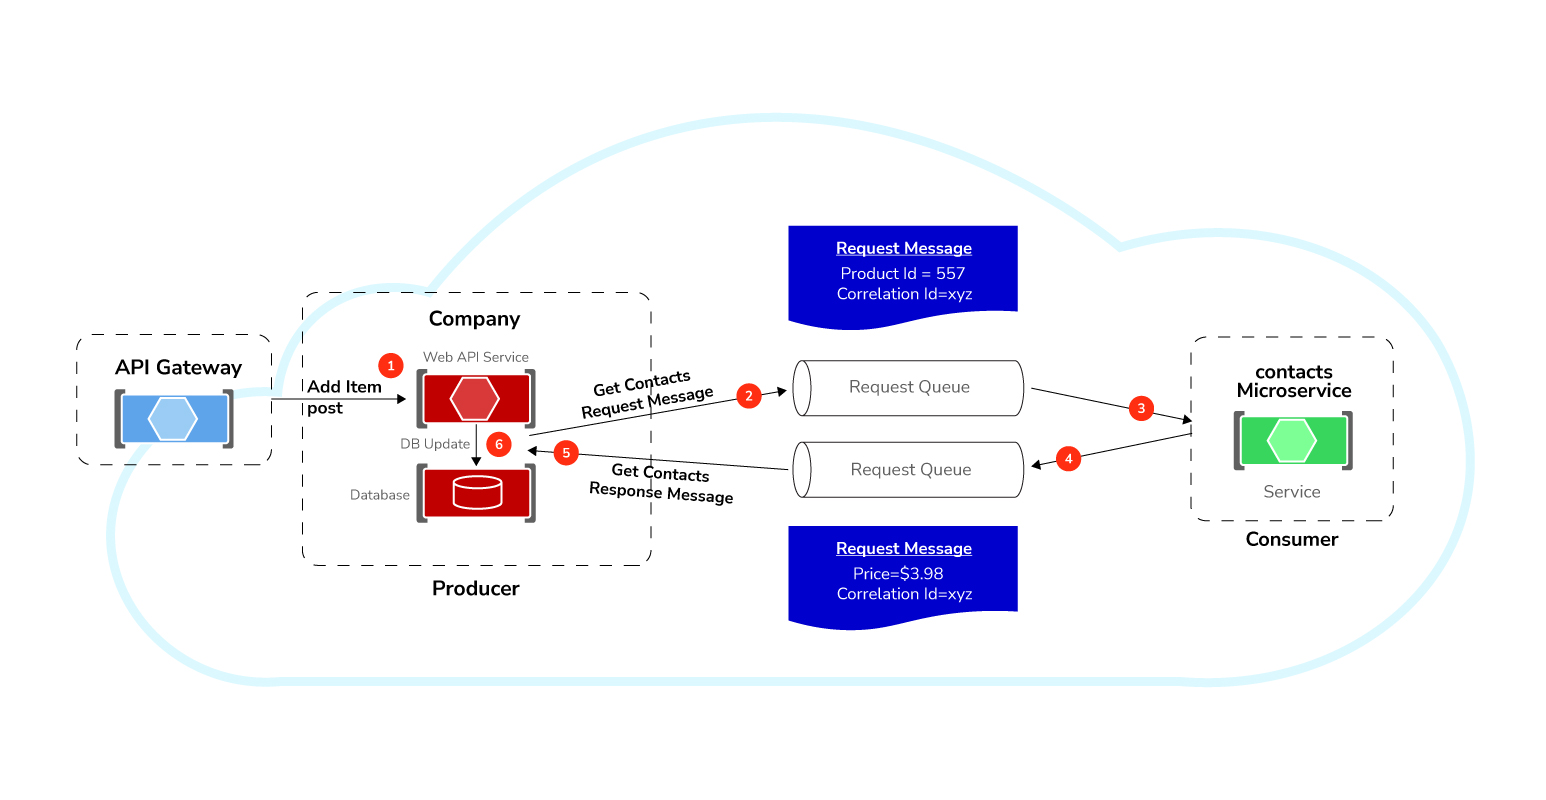 API Gateway
Company
Web API Service
1
Add Item
post
DB Update
6
Database
Producer
Get Contacts
Request Message
2
5
Get Contacts
Response Message
Request Message
Product Id = 557
Correlation Id=xyz
Request Queue
3
Request Queue
4
Request Message
Price=$3.98
Correlation Id=xyz
contacts
Microservice
Service
Consumer